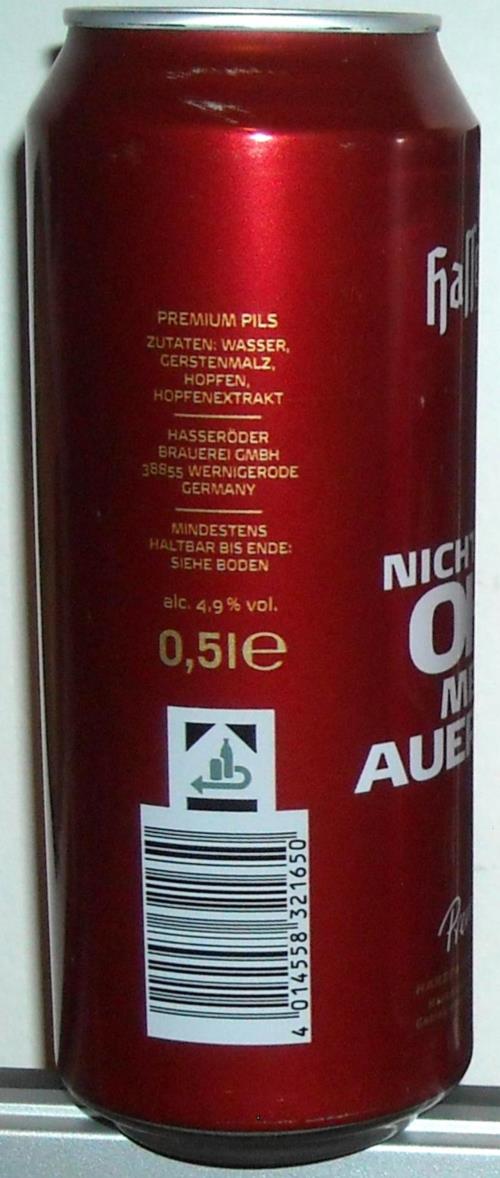 PREMIUM PILS
ZUTATEN: WASSER,
GERSTENMALZ,
HOPFEN,
HOPFENEXTRAKT
HASSERÖDER
BRAUEREI GMBH
38855 WERNIGERODE
GERMANY
MINDESTENS
HALTBAR BIS ENDE:
SIEHE BODEN
alc. 4,9 % vol.
0,5l e
4 014558 321650